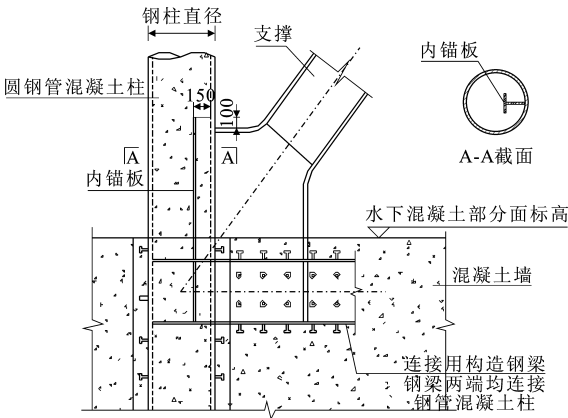 钢柱直径
支撑
内锚板
圆钢管混凝土柱
150
100
A
A
A-A截面
内锚板
水下混凝土部分面标高
混凝土墙
连接用构造钢梁
钢梁两端均连接
钢管混凝土柱